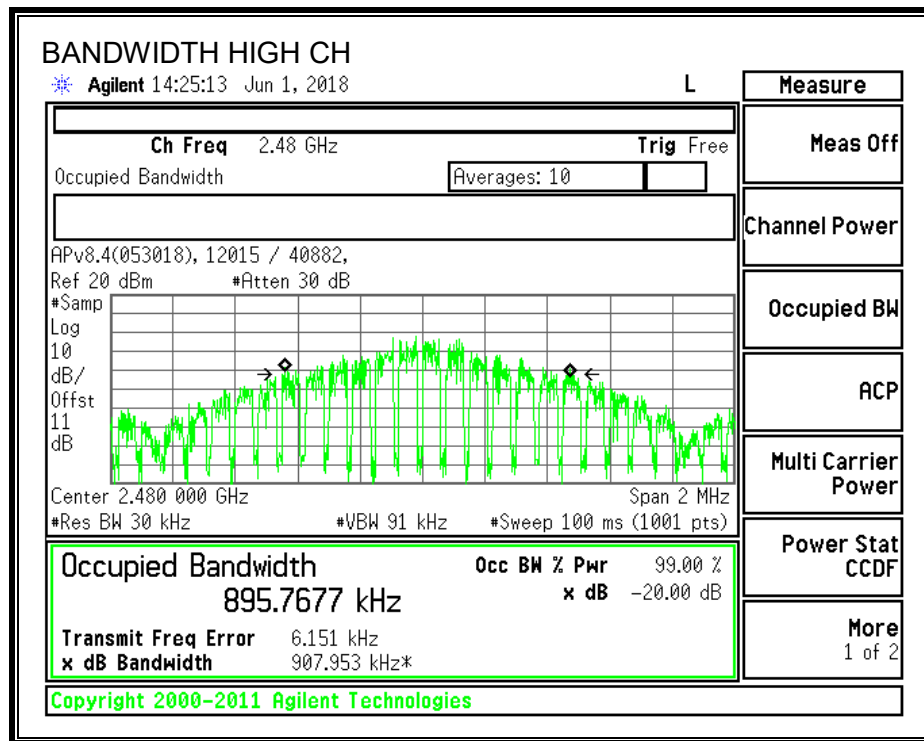 BANDWIDTH HIGH CH
Agilent 14:25:13 Jun 1, 2018 L
Measure
Ch Freq 2.48 GHz Trig Free
Meas Off
Occupied Bandwidth Averages: 10
Channel Power
APv8.4(053018), 12015 / 40882,
Ref 20 dBm #Atten 30 dB
#Samp
Log
10
dB/
Offst
11
dB
Occupied BW
ACP
Multi Carrier
Power
Center 2.480 000 GHz Span 2 MHz
#Res BW 30 kHz #VBW 91 kHz #Sweep 100 ms (1001 pts)
Power Stat
CCDF
Occupied Bandwidth Occ BW % Pwr 99.00 %
895.7677 kHz x dB -20.00 dB
Transmit Freq Error 6.151 kHz
x dB Bandwidth 907.953 kHz*
More
1 of 2
Copyright 2000-2011 Agilent Technologies